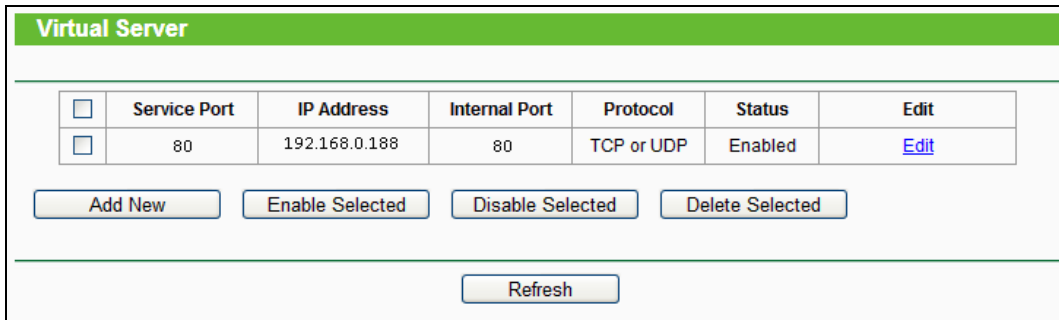 Virtual Server
Service Port IP Address Internal Port Protocol Status Edit
80 192.168.0.188 80 TCP or UDP Enabled Edit
Add New Enable Selected Disable Selected Delete Selected
Refresh